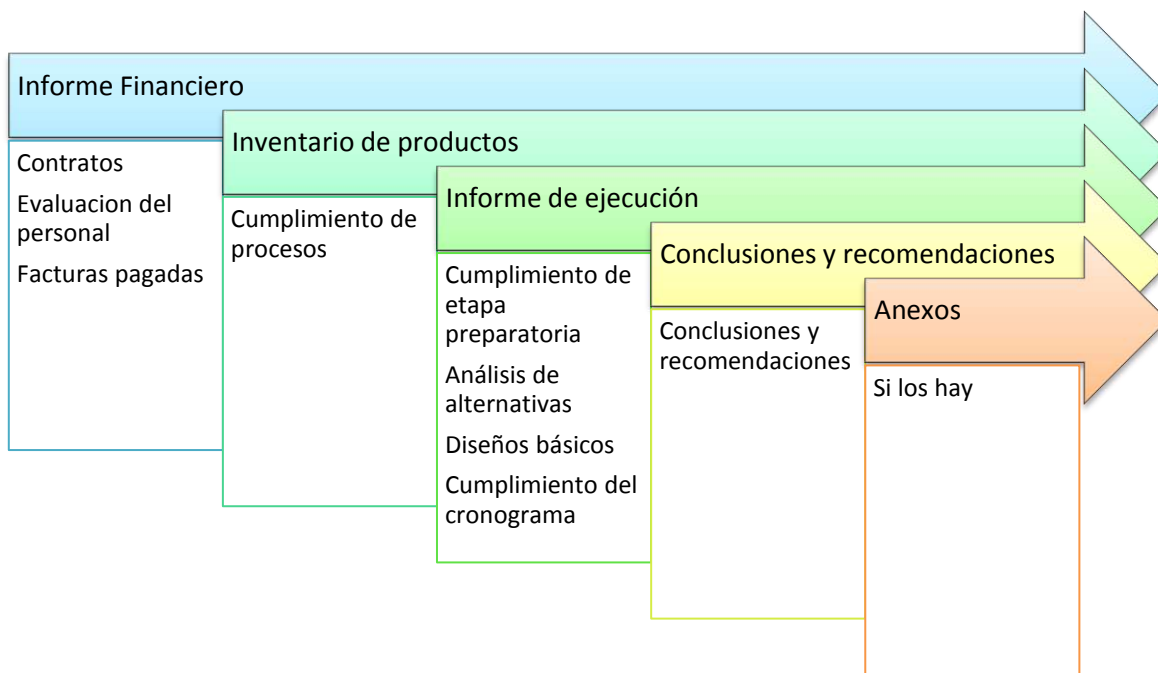 Informe Financiero
Contratos
Evaluacion del
personal
Facturas pagadas
Inventario de productos
Cumplimiento de
procesos
Informe de ejecución
Cumplimiento de
etapa
preparatoria
Análisis de
alternativas
Diseños básicos
Cumplimiento del
cronograma
Conclusiones y recomendaciones
Conclusiones y
recomendaciones
Anexos
Si los hay